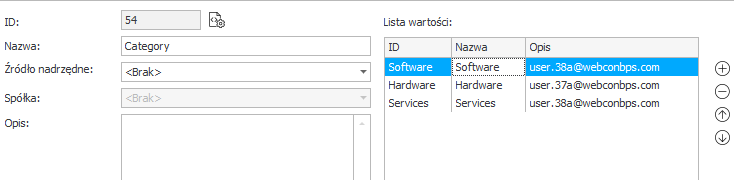 ID: 54
Nazwa: Category
Źródło nadrzędne: <Brak>
Spółka: <Brak>
Opis:
Lista wartości:
ID Nazwa Opis
Software Software user.38a@webconbps.com
Hardware Hardware user.37a@webconbps.com
Services Services user.38a@webconbps.com